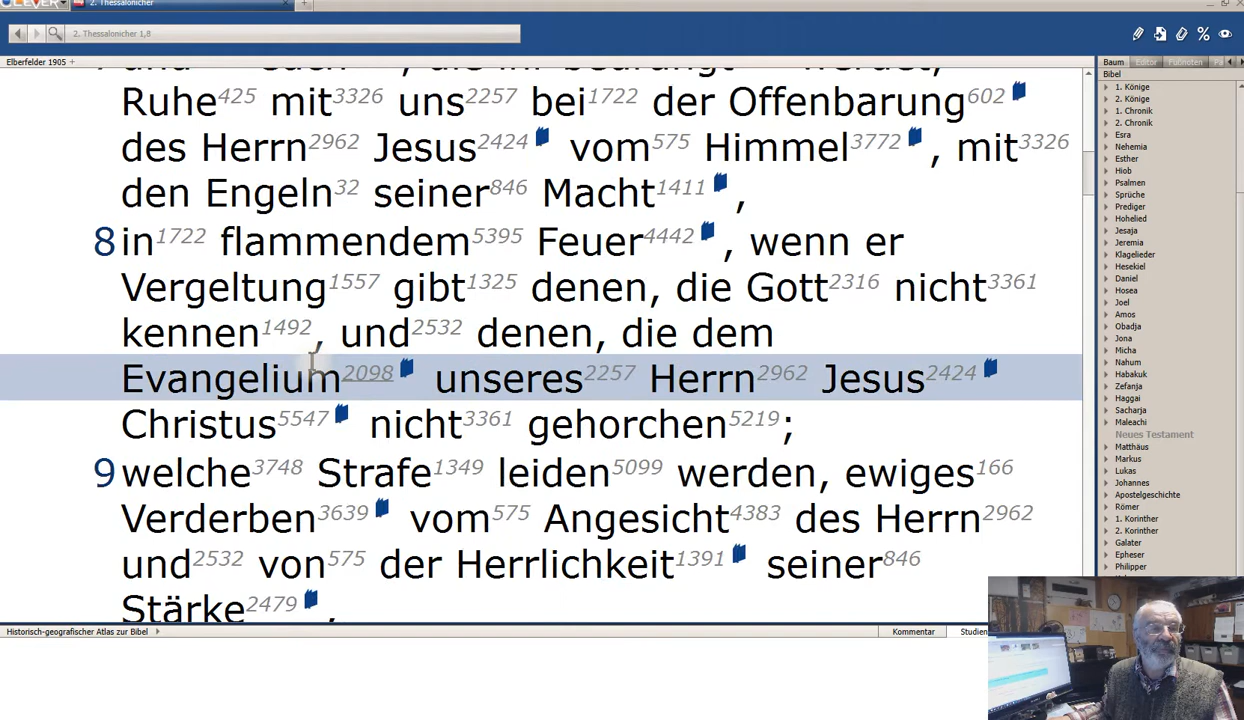 CLEVER
2. Thessalonicher
2. Thessalonicher 1,8
Elberfelder 1905 +
Ruhe425 mit3326 uns2257 bei1722 der Offenbarung602
des Herrn2962 Jesus2424 vom575 Himmel3772, mit3326
den Engeln32 seiner846 Macht1411,
8 in1722 flammendem5395 Feuer4442, wenn er
Vergeltung1557 gibt1325 denen, die Gott2316 nicht3361
kennen1492, und2532 denen, die dem
Evangelium2098 unseres2257 Herrn2962 Jesus2424
Christus5547 nicht3361 gehorchen5219;
9 welche3748 Strafe1349 leiden5099 werden, ewiges166
Verderben3639 vom575 Angesicht4383 des Herrn2962
und2532 von575 der Herrlichkeit1391 seiner846
Stärke2479,
Historisch-geografischer Atlas zur Bibel
Kommentar
Baum Editor Fußnoten
Bibel
1. Könige
2. Könige
1. Chronik
2. Chronik
Esra
Nehemia
Esther
Hiob
Psalmen
Sprüche
Prediger
Hohelied
Jesaja
Jeremia
Klagelieder
Hesekiel
Daniel
Hosea
Joel
Amos
Obadja
Jona
Micha
Nahum
Habakuk
Zefanja
Haggai
Sacharja
Maleachi
Neues Testament
Matthäus
Markus
Lukas
Johannes
Apostelgeschichte
Römer
1. Korinther
2. Korinther
Galater
Epheser
Philipper